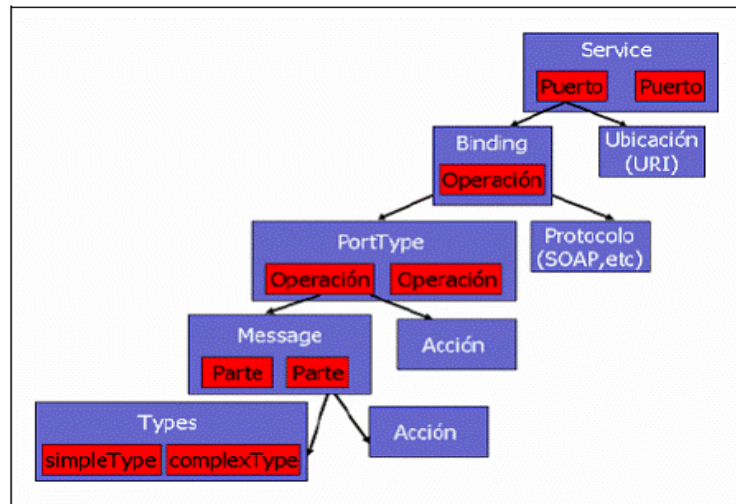 Service
Puerto Puerto
Binding
Operación
Ubicación
(URI)
PortType
Operación Operación
Protocolo
(SOAP,etc)
Message
Parte Parte
Acción
Types
simpleType complexType
Acción